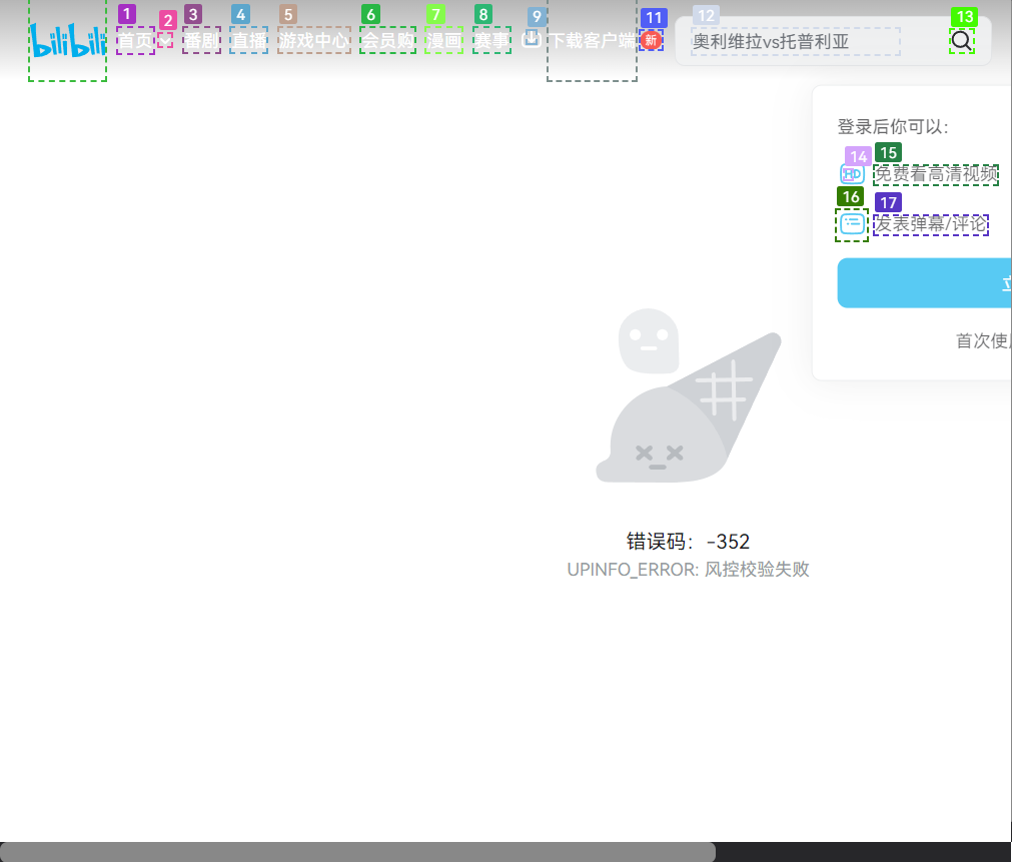 bilibili 首页 番剧 直播 游戏中心 会员购 漫画 赛事 下载客户端 新 奥利维拉vs托普利亚
1 2 3 4 5 6 7 8 9 11 12 13
登录后你可以：
14 15
免费看高清视频
16 17
发表弹幕/评论
立
首次使
错误码：-352
UPINFO_ERROR: 风控校验失败